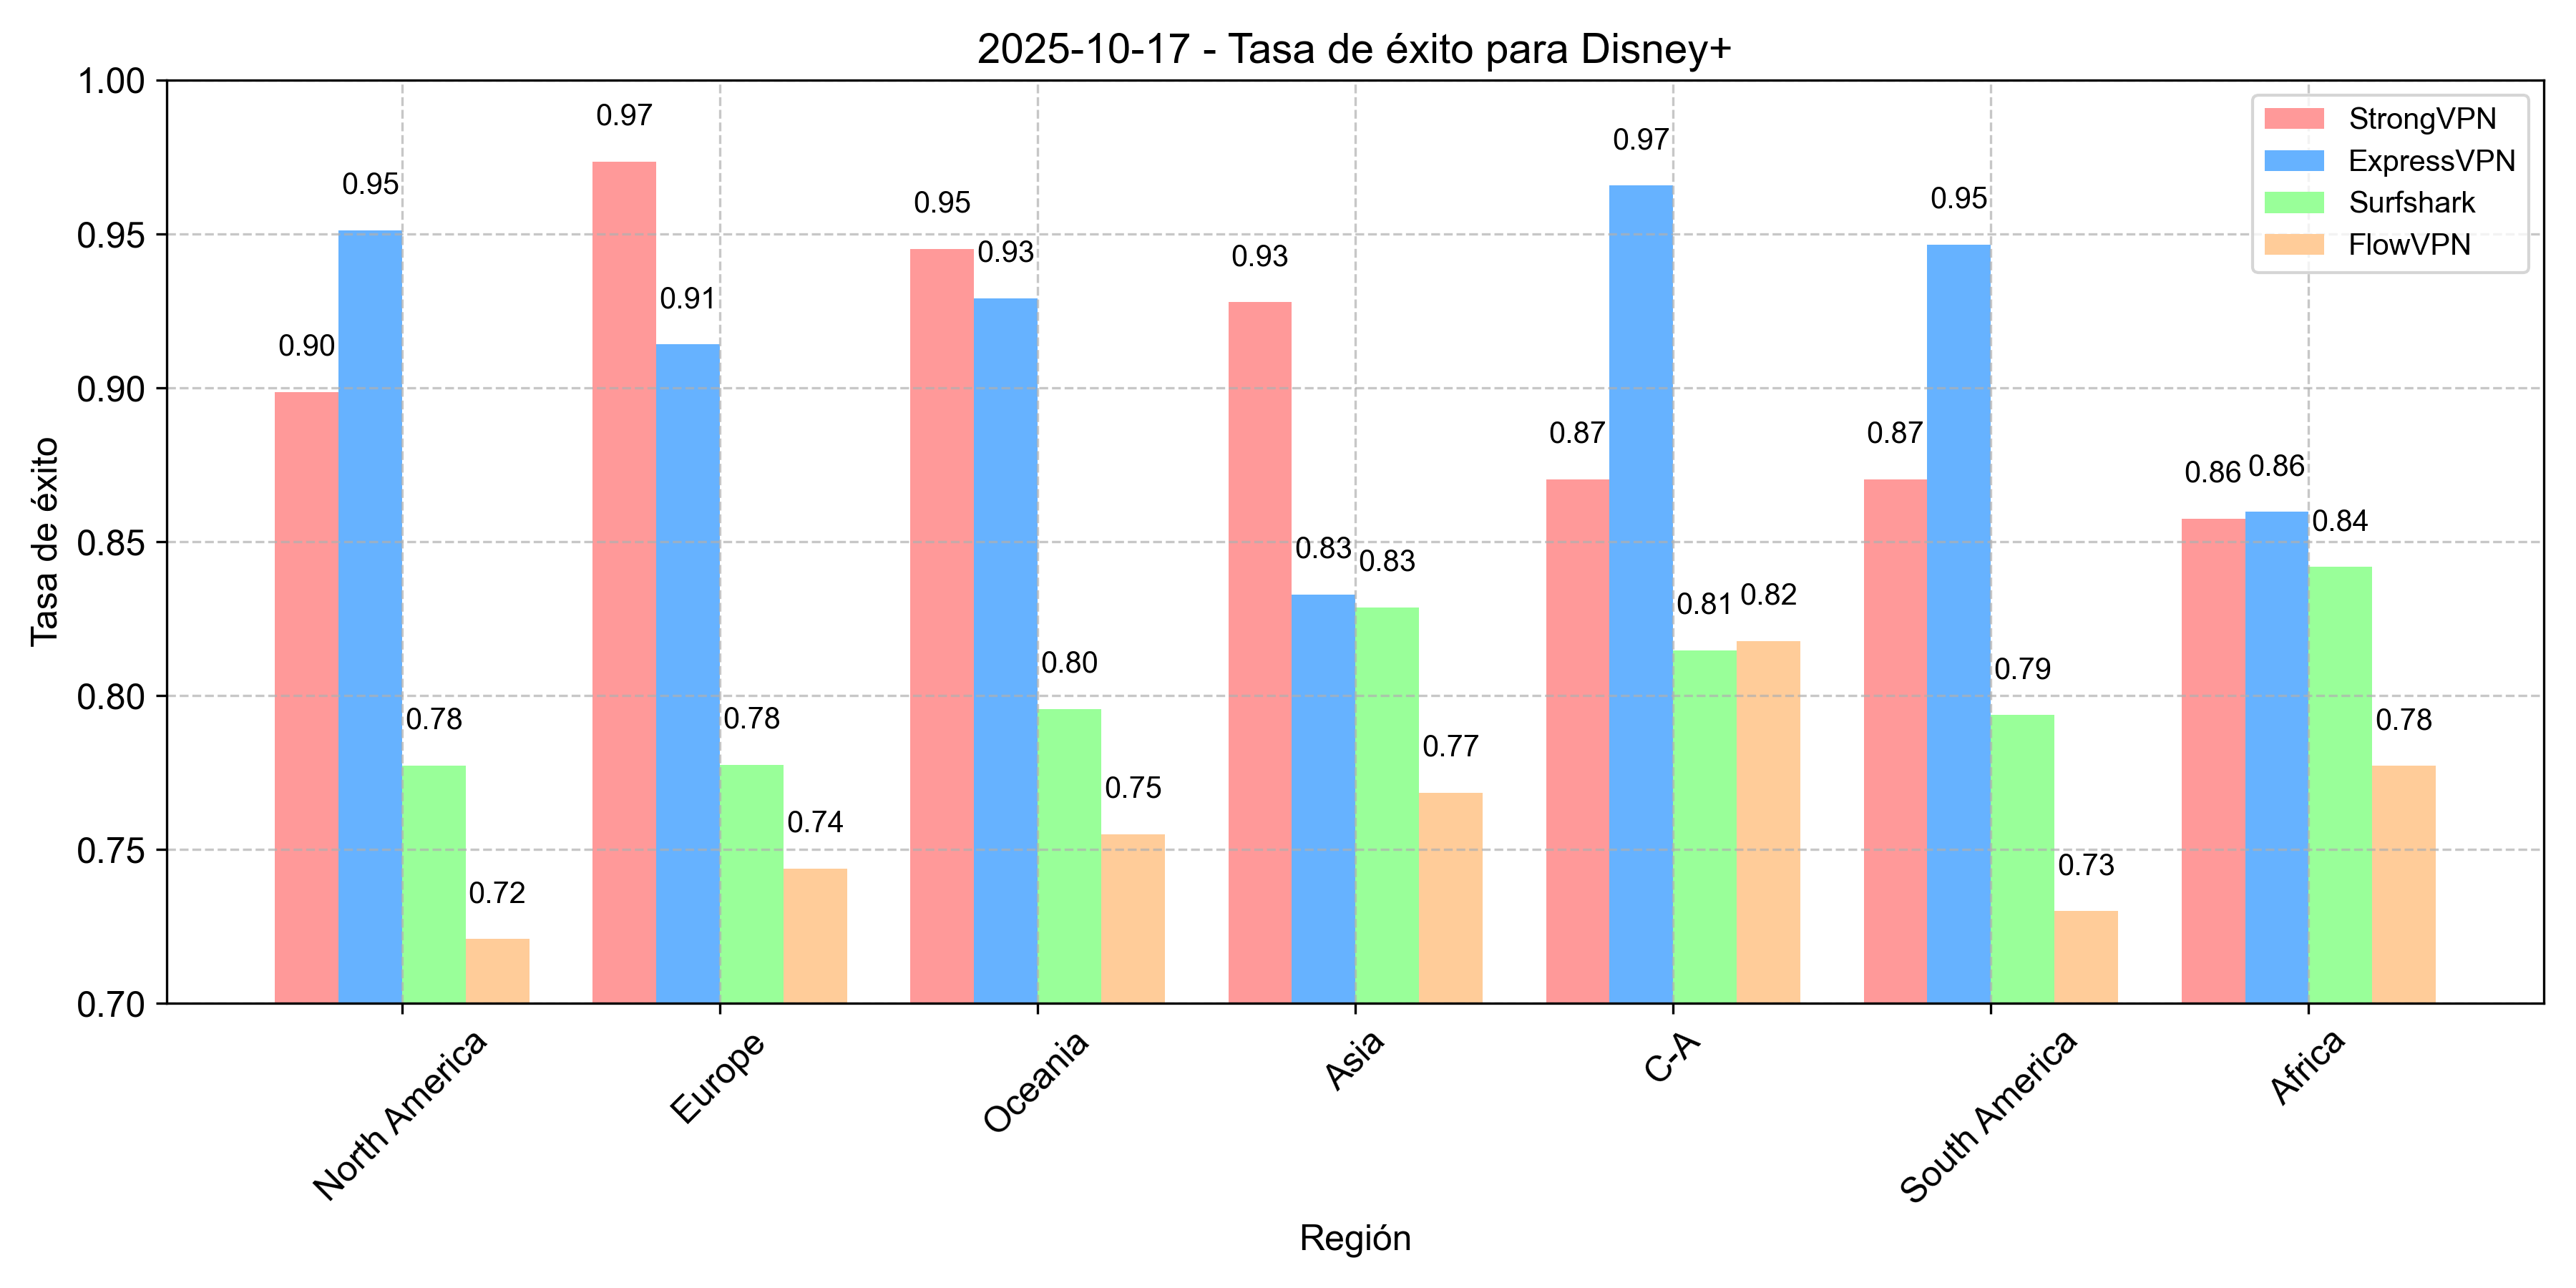 2025-10-17 - Tasa de éxito para Disney+
Tasa de éxito
1.00
0.95
0.90
0.85
0.80
0.75
0.70
0.90
0.95
0.78
0.72
0.97
0.91
0.78
0.74
0.95
0.93
0.80
0.75
0.93
0.83
0.83
0.77
0.87
0.97
0.81
0.82
0.87
0.95
0.79
0.73
0.86
0.86
0.84
0.78
StrongVPN
ExpressVPN
Surfshark
FlowVPN
North America
Europe
Oceania
Asia
C-A
South America
Africa
Región